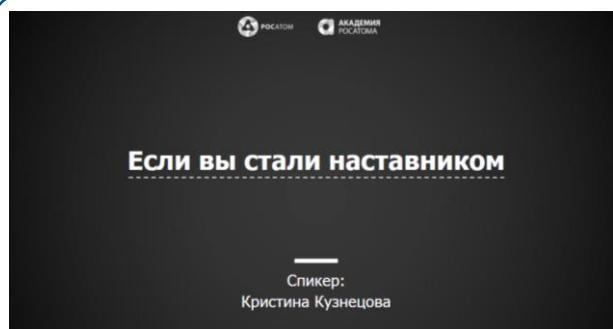 РОСАТОМ
АКАДЕМИЯ
РОСАТОМА
Если вы стали наставником
Спикер:
Кристина Кузнецова